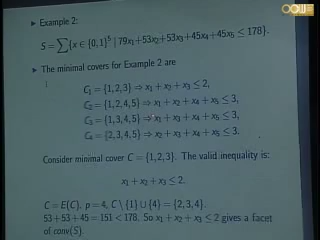 ▶ Example 2:
S = ∑{x ∈ {0,1}⁵ | 79x₁+53x₂+53x₃+45x₄+45x₅ ≤ 178}.
▶ The minimal covers for Example 2 are
C₁ = {1,2,3} ⇒ x₁ + x₂ + x₃ ≤ 2,
C₂ = {1,2,4,5} ⇒ x₁ + x₂ + x₄ + x₅ ≤ 3,
C₃ = {1,3,4,5} ⇒ x₁ + x₃ + x₄ + x₅ ≤ 3,
C₄ = {2,3,4,5} ⇒ x₂ + x₃ + x₄ + x₅ ≤ 3.
Consider minimal cover C = {1,2,3}. The valid inequality is:
x₁ + x₂ + x₃ ≤ 2.
C = E(C). p = 4, C \ {1} ∪ {4} = {2,3,4}.
53+53+45 = 151 < 178. So x₁ + x₂ + x₃ ≤ 2 gives a facet
of conv(S)